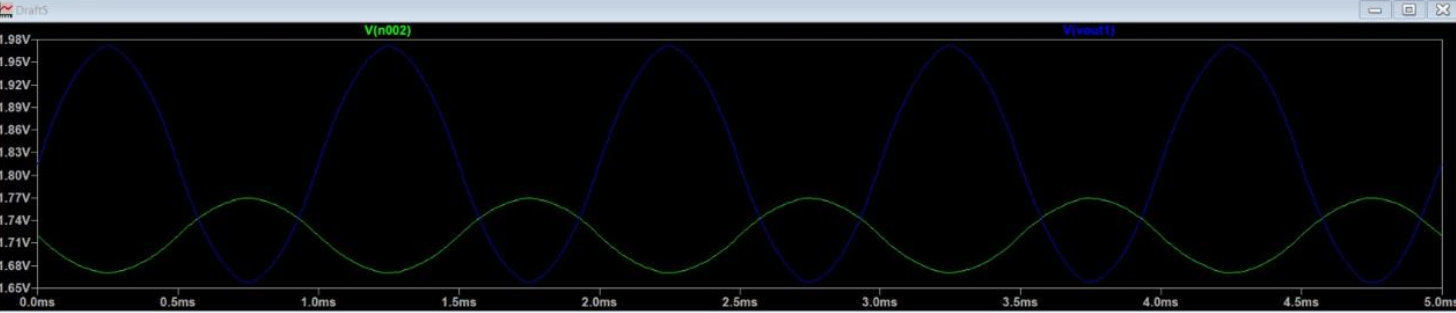 Draft5
V(n002) V(vout1)
1.98V
1.95V
1.92V
1.89V
1.86V
1.83V
1.80V
1.77V
1.74V
1.71V
1.68V
1.65V
0.0ms 0.5ms 1.0ms 1.5ms 2.0ms 2.5ms 3.0ms 3.5ms 4.0ms 4.5ms 5.0ms